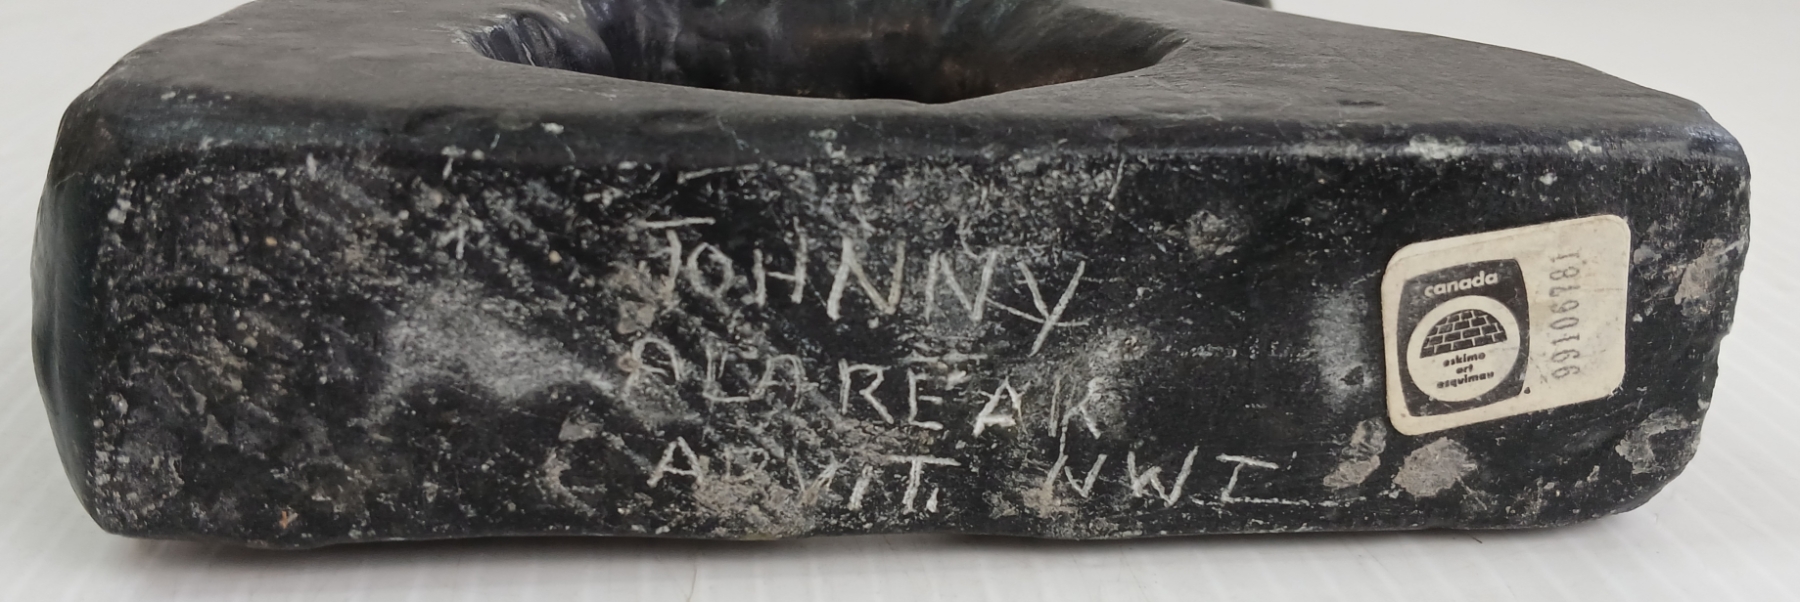 JOHNNY
ALAREAK
ARVIT. NWT
canada
eskimo
art
esquimau
99106781